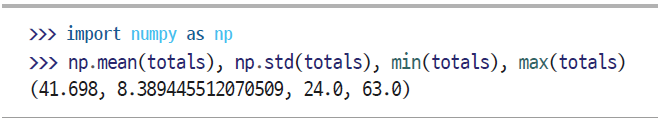 >>> import numpy as np
>>> np.mean(totals), np.std(totals), min(totals), max(totals)
(41.698, 8.389445512070509, 24.0, 63.0)